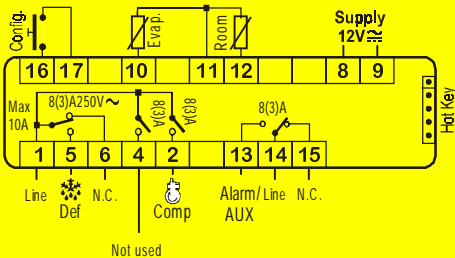 Config.
Evap.
Room
Supply
12V
16 17 10 11 12 8 9
Max
10A
8(3)A250V~
8(3)A
8(3)A
8(3)A
Hot Key
1 5 6 4 2 13 14 15
Line
Def
N.C.
Comp
Alarm/
AUX
Line
N.C.
Not used